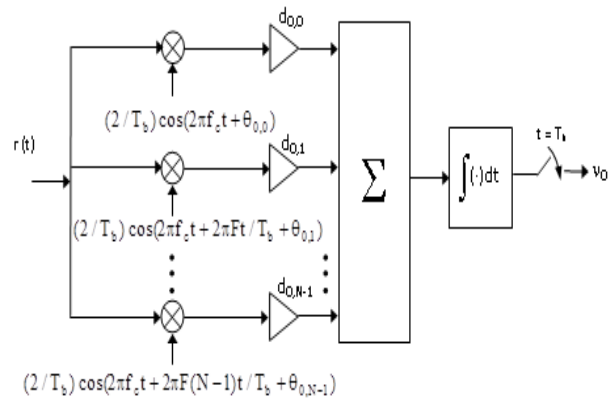 d0,0
(2/Tb)cos(2πfct+θ0,0)
r(t)
d0,1
Σ
∫(·)dt
t=Tb
v0
(2/Tb)cos(2πfct+2πFt/Tb+θ0,1)
d0,N-1
(2/Tb)cos(2πfct+2πF(N-1)t/Tb+θ0,N-1)